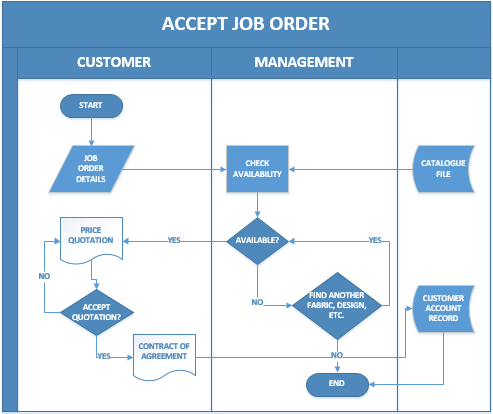 ACCEPT JOB ORDER
CUSTOMER
MANAGEMENT
START
JOB
ORDER
DETAILS
CHECK
AVAILABILITY
CATALOGUE
FILE
PRICE
QUOTATION
YES
AVAILABLE?
YES
NO
ACCEPT
QUOTATION?
NO
FIND ANOTHER
FABRIC, DESIGN,
ETC.
CUSTOMER
ACCOUNT
RECORD
YES
CONTRACT OF
AGREEMENT
NO
END